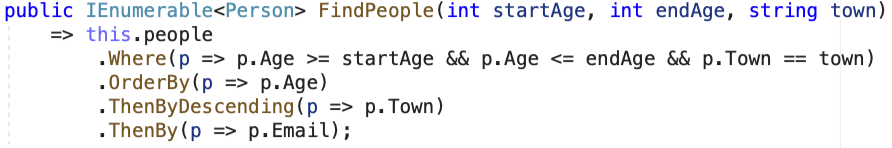 public IEnumerable<Person> FindPeople(int startAge, int endAge, string town)
    => this.people
        .Where(p => p.Age >= startAge && p.Age <= endAge && p.Town == town)
        .OrderBy(p => p.Age)
        .ThenByDescending(p => p.Town)
        .ThenBy(p => p.Email);